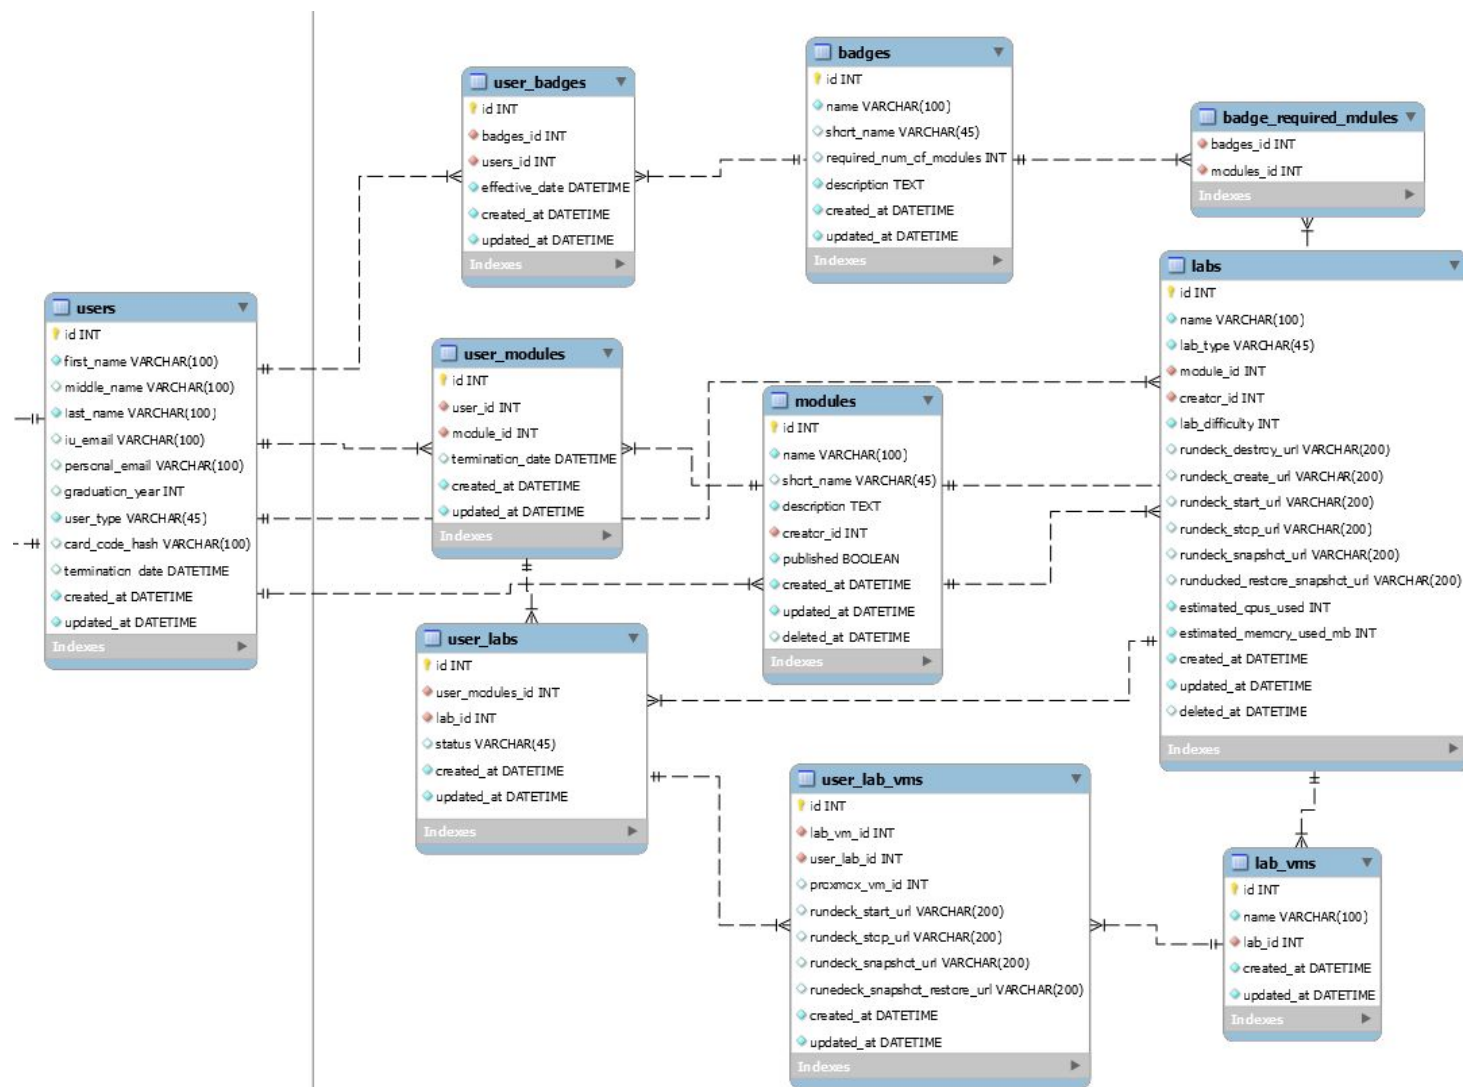 user_badges
id INT
badges_id INT
users_id INT
effective_date DATETIME
created_at DATETIME
updated_at DATETIME
Indexes
badges
id INT
name VARCHAR(100)
short_name VARCHAR(45)
required_num_of_modules INT
description TEXT
created_at DATETIME
updated_at DATETIME
Indexes
badge_required_mdules
badges_id INT
modules_id INT
Indexes
users
id INT
first_name VARCHAR(100)
middle_name VARCHAR(100)
last_name VARCHAR(100)
iu_email VARCHAR(100)
personal_email VARCHAR(100)
graduation_year INT
user_type VARCHAR(45)
card_code_hash VARCHAR(100)
termination_date DATETIME
created_at DATETIME
updated_at DATETIME
Indexes
user_modules
id INT
user_id INT
module_id INT
termination_date DATETIME
created_at DATETIME
updated_at DATETIME
Indexes
modules
id INT
name VARCHAR(100)
short_name VARCHAR(45)
description TEXT
creator_id INT
published BOOLEAN
created_at DATETIME
updated_at DATETIME
deleted_at DATETIME
Indexes
labs
id INT
name VARCHAR(100)
lab_type VARCHAR(45)
module_id INT
creator_id INT
lab_difficulty INT
rundeck_destroy_url VARCHAR(200)
rundeck_create_url VARCHAR(200)
rundeck_start_url VARCHAR(200)
rundeck_stop_url VARCHAR(200)
rundeck_snapshot_url VARCHAR(200)
runducked_restore_snapshot_url VARCHAR(200)
estimated_cpus_used INT
estimated_memory_used_mb INT
created_at DATETIME
updated_at DATETIME
deleted_at DATETIME
Indexes
user_labs
id INT
user_modules_id INT
lab_id INT
status VARCHAR(45)
created_at DATETIME
updated_at DATETIME
Indexes
user_lab_vms
id INT
lab_vm_id INT
user_lab_id INT
proxmox_vm_id INT
rundeck_start_url VARCHAR(200)
rundeck_stop_url VARCHAR(200)
rundeck_snapshot_url VARCHAR(200)
runedeck_snapshot_restore_url VARCHAR(200)
created_at DATETIME
updated_at DATETIME
Indexes
lab_vms
id INT
name VARCHAR(100)
lab_id INT
created_at DATETIME
updated_at DATETIME
Indexes